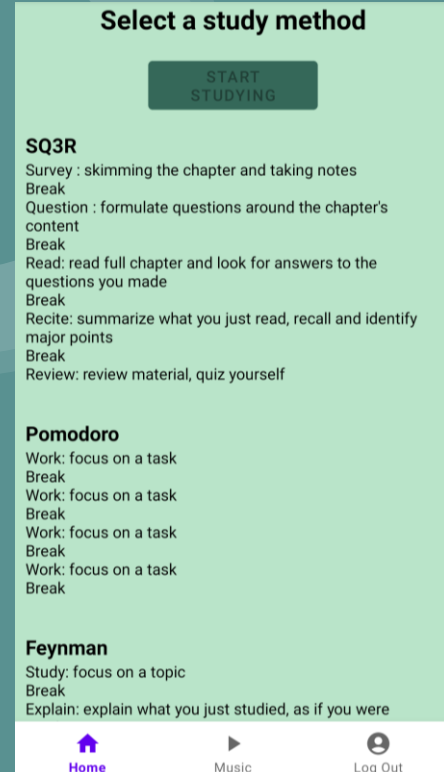 Select a study method
START
STUDYING
SQ3R
Survey : skimming the chapter and taking notes
Break
Question : formulate questions around the chapter's
content
Break
Read: read full chapter and look for answers to the
questions you made
Break
Recite: summarize what you just read, recall and identify
major points
Break
Review: review material, quiz yourself
Pomodoro
Work: focus on a task
Break
Work: focus on a task
Break
Work: focus on a task
Break
Work: focus on a task
Break
Feynman
Study: focus on a topic
Break
Explain: explain what you just studied, as if you were
Home
Music
Log Out